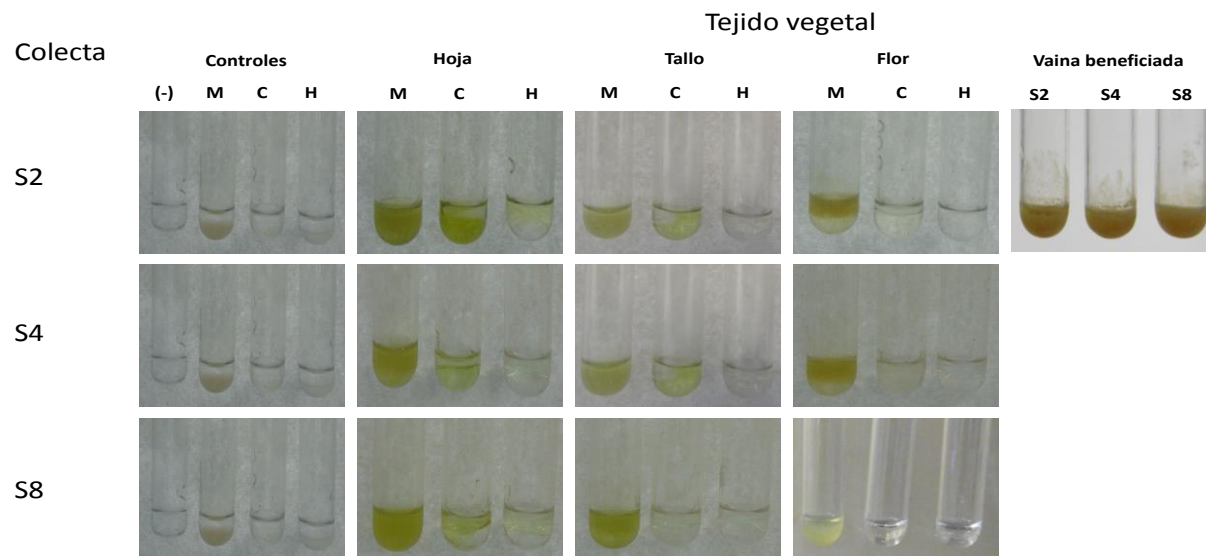 Tejido vegetal
Colecta
Controles Hoja Tallo Flor Vaina beneficiada
(-) M C H M C H M C H M C H S2 S4 S8
S2
S4
S8